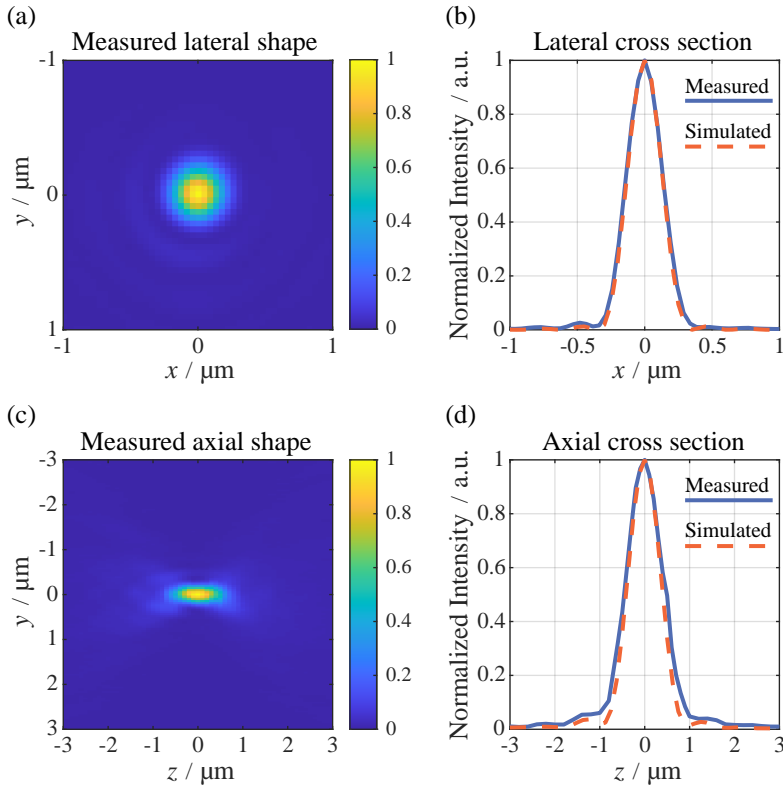 (a)
Measured lateral shape
-1
0
1
y / μm
-1
0
1
x / μm
1
0.8
0.6
0.4
0.2
0
(b)
Lateral cross section
Normalized Intensity / a.u.
1
0.8
0.6
0.4
0.2
0
-1
-0.5
0
0.5
1
x / μm
Measured
Simulated
(c)
Measured axial shape
-3
-2
-1
0
1
2
3
y / μm
-3
-2
-1
0
1
2
3
z / μm
1
0.8
0.6
0.4
0.2
0
(d)
Axial cross section
Normalized Intensity / a.u.
1
0.8
0.6
0.4
0.2
0
-3
-2
-1
0
1
2
3
z / μm
Measured
Simulated